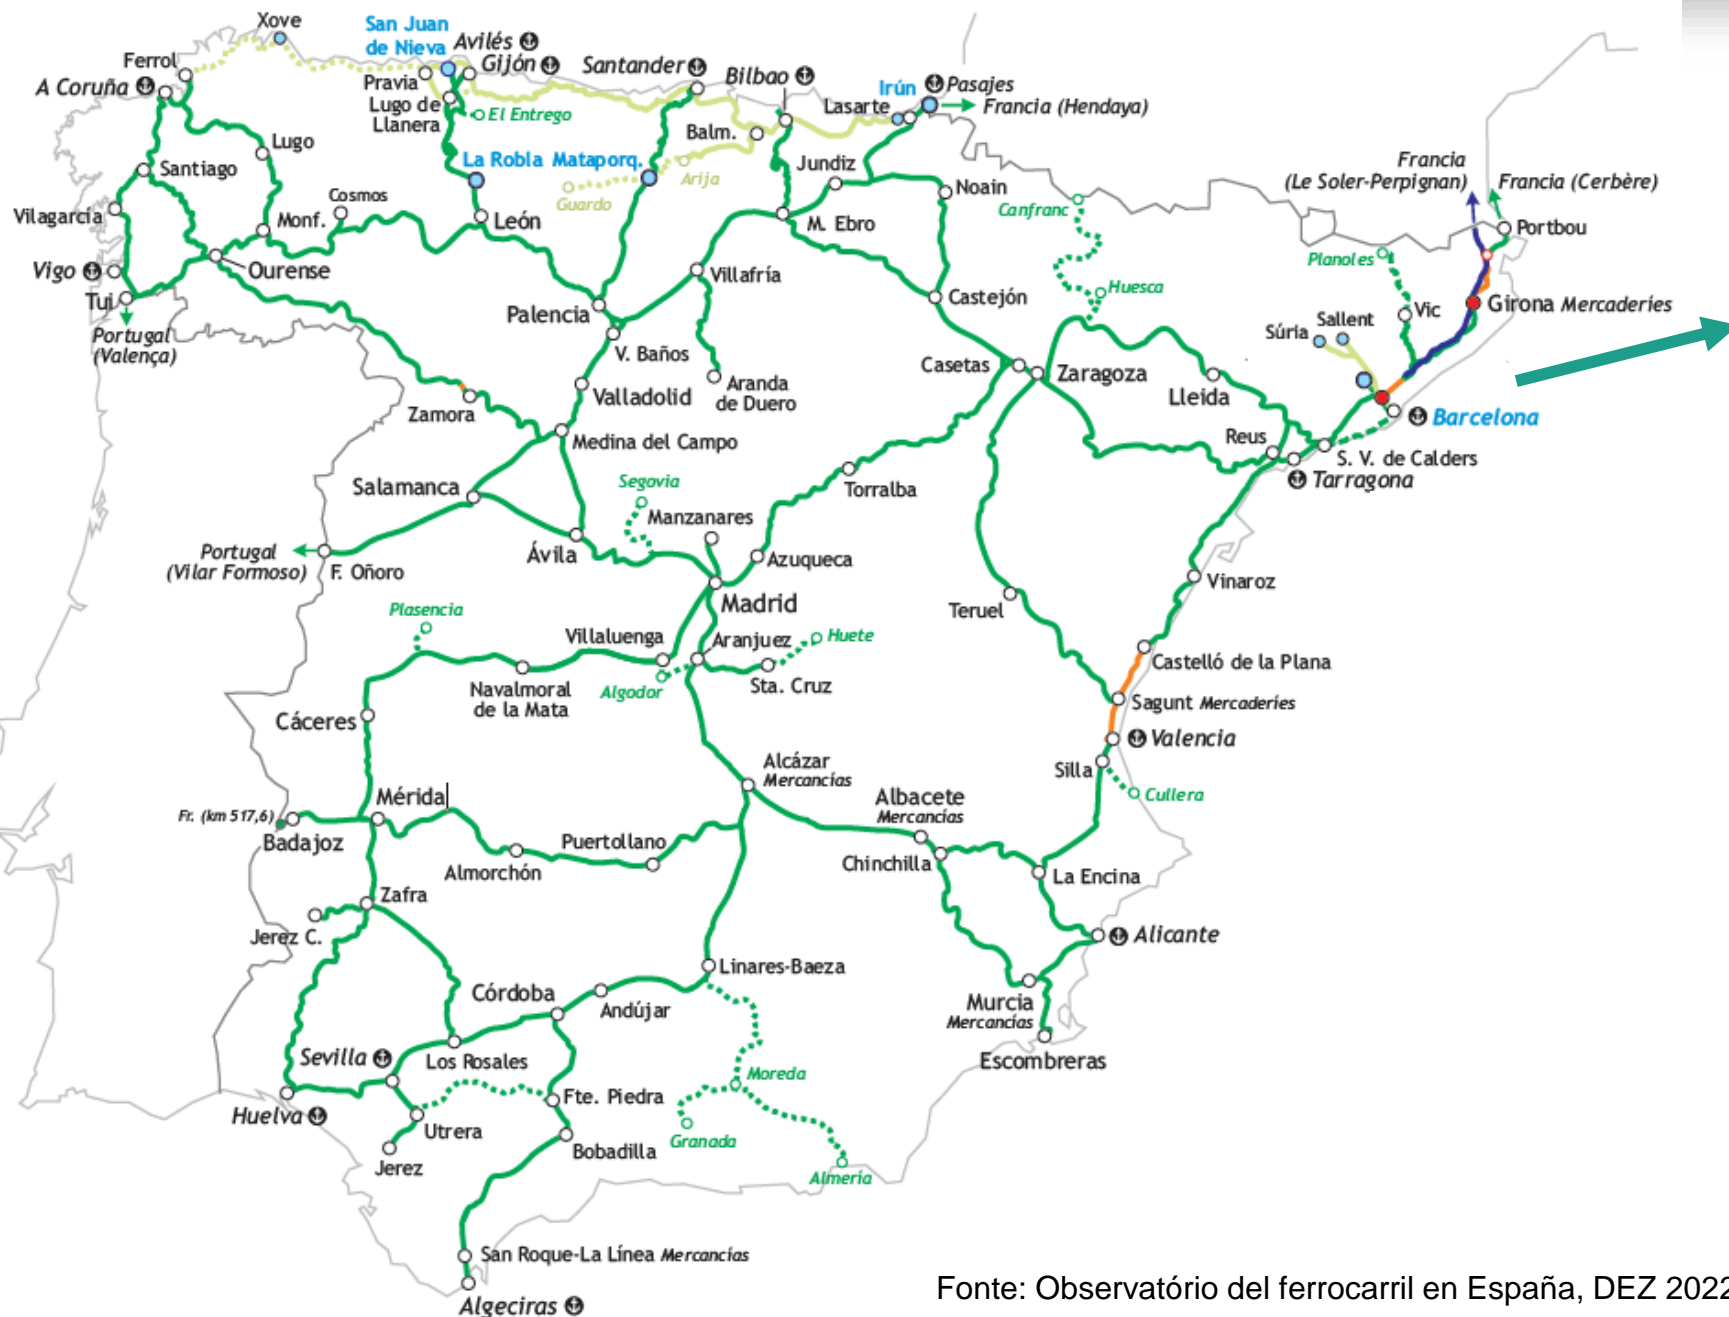 Xove
San Juan
de Nieva
Avilés
Gijón
Santander
Bilbao
Ferrol
A Coruña
Pravia
Lugo de
Llanera
El Entrego
Irún
Pasajes
Lasarte
Francia (Hendaya)
Balm.
Lugo
Santiago
La Robla
Mataporq.
Arija
Guardo
Jundiz
Noain
Canfranc
Francia
(Le Soler-Perpignan)
Francia (Cerbère)
Portbou
Cosmos
Vilagarcía
Monf.
León
M. Ebro
Vigo
Ourense
Villafría
Planoles
Huesca
Tui
Portugal
(Valença)
Palencia
Castejón
Girona Mercaderíes
Vic
Súria
Sallent
V. Baños
Casetas
Zaragoza
Aranda
de Duero
Valladolid
Lleida
Zamora
Barcelona
Medina del Campo
Reus
S. V. de Calders
Tarragona
Salamanca
Segovia
Torralba
Manzanares
Portugal
(Vilar Formoso)
F. Oñoro
Ávila
Azuqueca
Vinaroz
Madrid
Teruel
Plasencia
Villaluenga
Aranjuez
Huete
Castelló de la Plana
Navalmoral
de la Mata
Algodor
Sta. Cruz
Sagunt Mercaderíes
Cáceres
Valencia
Alcázar
Mercancías
Silla
Cullera
Mérida
Albacete
Mercancías
Fr. (km 517,6)
Badajoz
Puertollano
Chinchilla
Almorchón
La Encina
Zafra
Jerez C.
Alicante
Linares-Baeza
Córdoba
Andújar
Murcia
Mercancías
Escombreras
Sevilla
Los Rosales
Moreda
Huelva
Fte. Piedra
Utrera
Granada
Jerez
Bobadilla
Almería
San Roque-La Línea Mercancías
Algeciras
Fonte: Observatório del ferrocarril en España, DEZ 2022